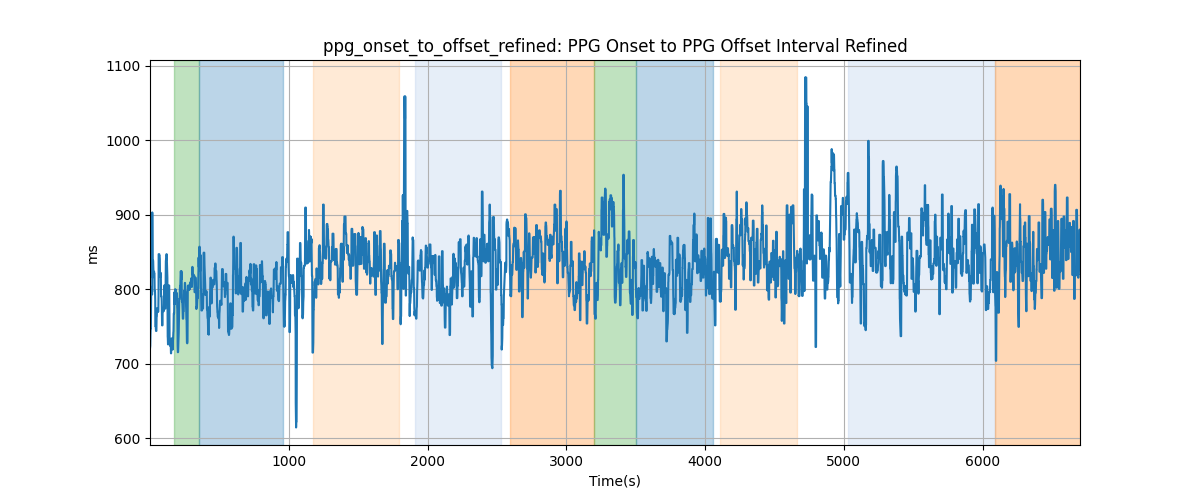 ppg_onset_to_offset_refined: PPG Onset to PPG Offset Interval Refined
1100
1000
900
800
700
600
ms
1000 2000 3000 4000 5000 6000
Time(s)